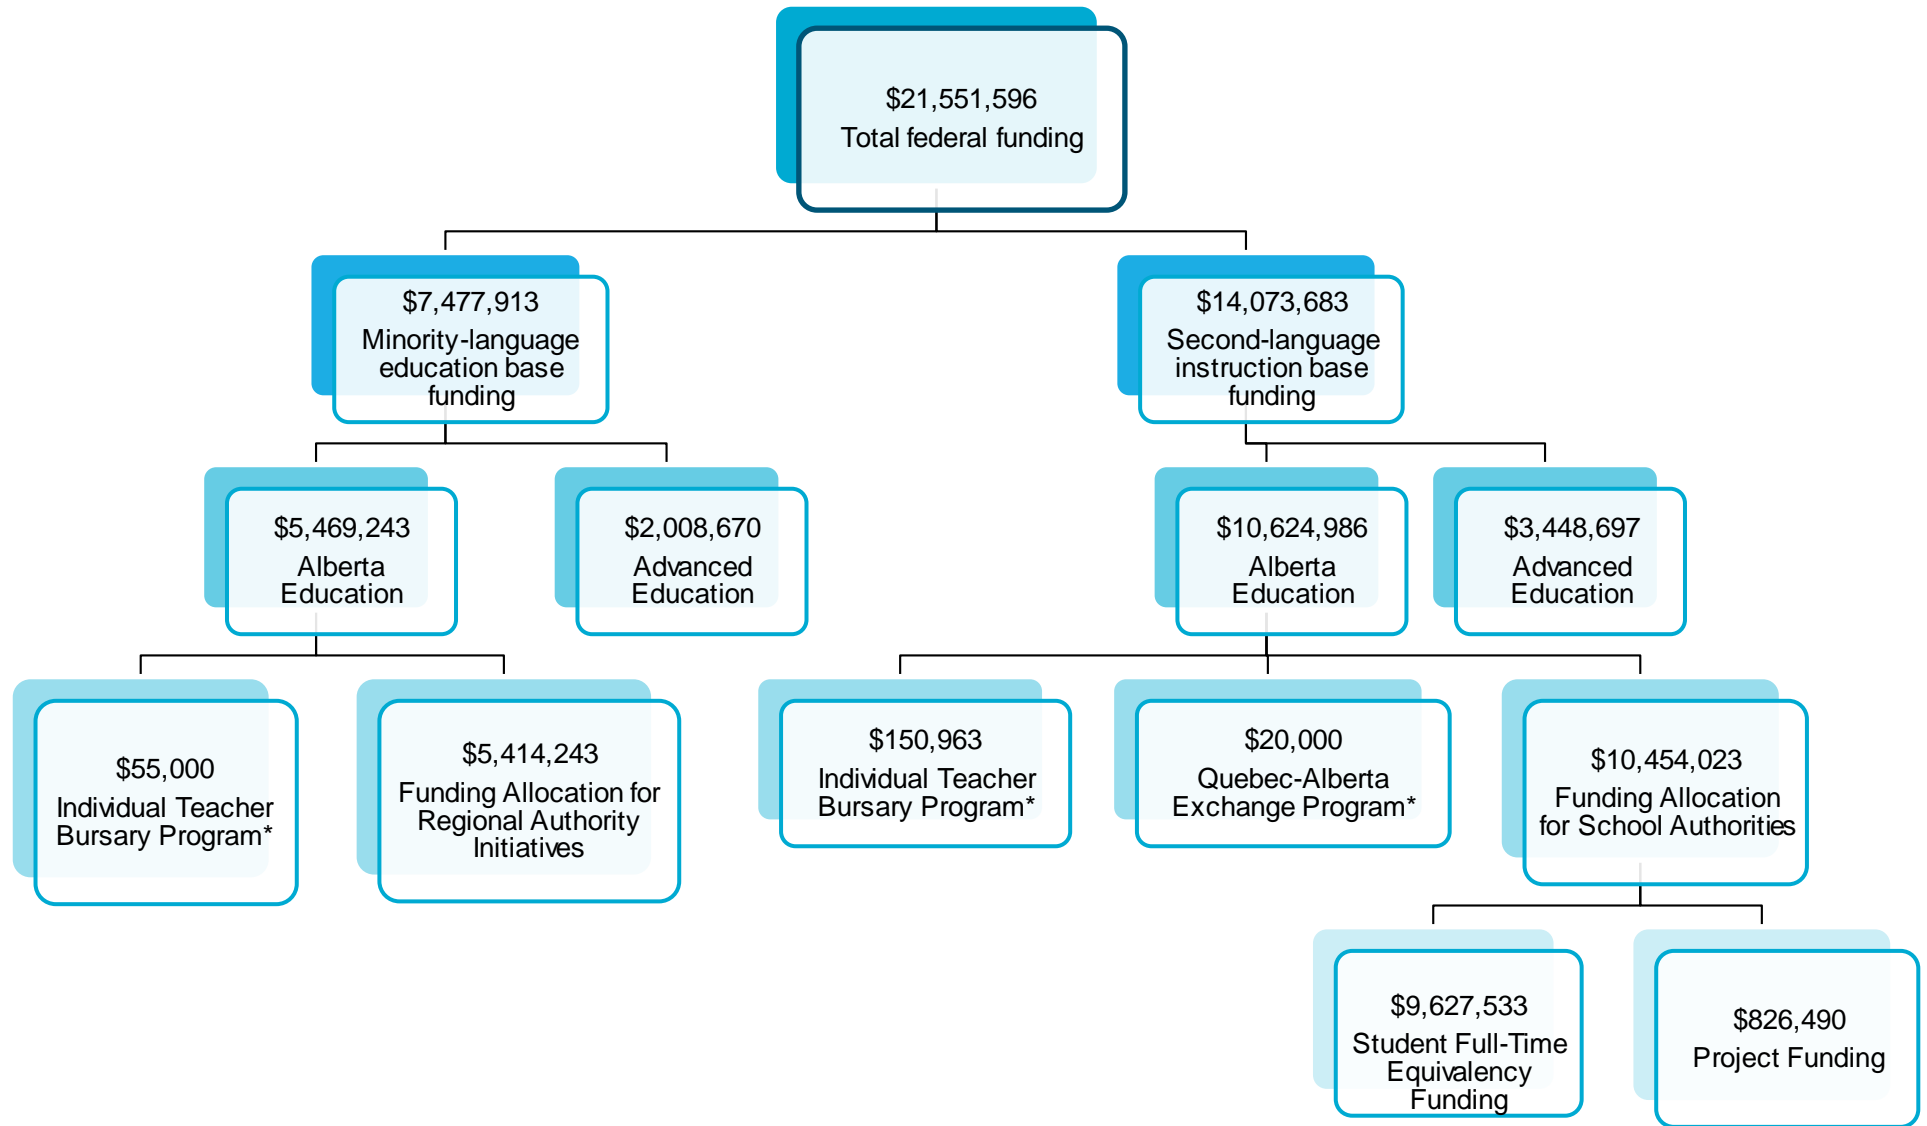 $21,551,596
Total federal funding
$7,477,913
Minority-language
education base
funding
$14,073,683
Second-language
instruction base
funding
$5,469,243
Alberta
Education
$2,008,670
Advanced
Education
$10,624,986
Alberta
Education
$3,448,697
Advanced
Education
$55,000
Individual Teacher
Bursary Program*
$5,414,243
Funding Allocation for
Regional Authority
Initiatives
$150,963
Individual Teacher
Bursary Program*
$20,000
Quebec-Alberta
Exchange Program*
$10,454,023
Funding Allocation
for School Authorities
$9,627,533
Student Full-Time
Equivalency
Funding
$826,490
Project Funding